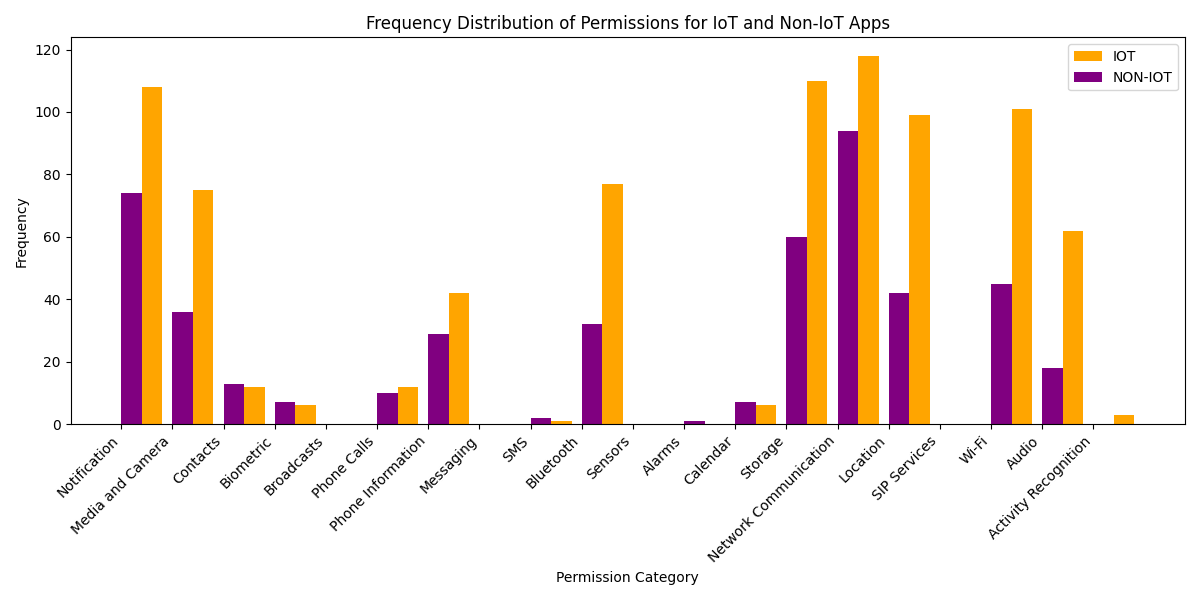 Frequency Distribution of Permissions for IoT and Non-IoT Apps
IOT
NON-IOT
Frequency
120
100
80
60
40
20
0
Notification
Media and Camera
Contacts
Biometric
Broadcasts
Phone Calls
Phone Information
Messaging
SMS
Bluetooth
Sensors
Alarms
Calendar
Storage
Network Communication
Location
SIP Services
Wi-Fi
Audio
Activity Recognition
Permission Category